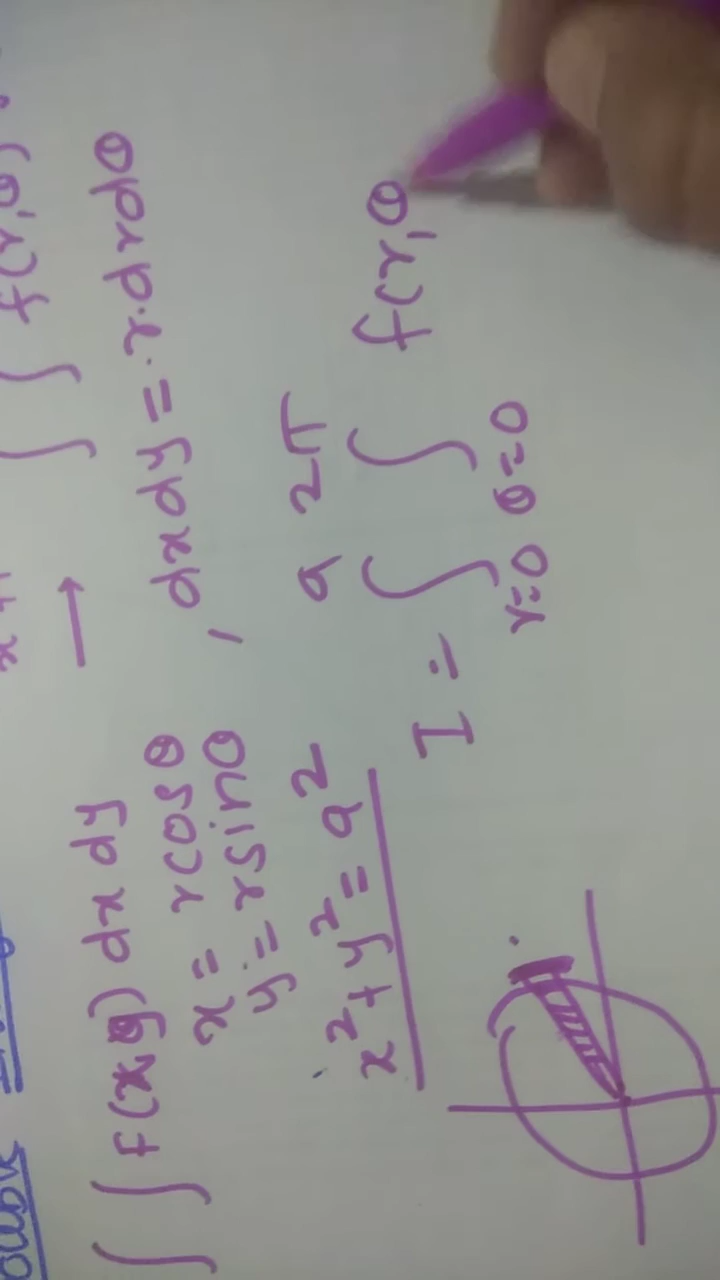 ∫∫ f(x,y) dx dy → ∫∫ f(r,θ)
x = r cos θ
y = r sin θ , dx dy = r.dr dθ
x² + y² = a²
I = ∫_{r=0}^{a} ∫_{θ=0}^{2π} f(r,θ